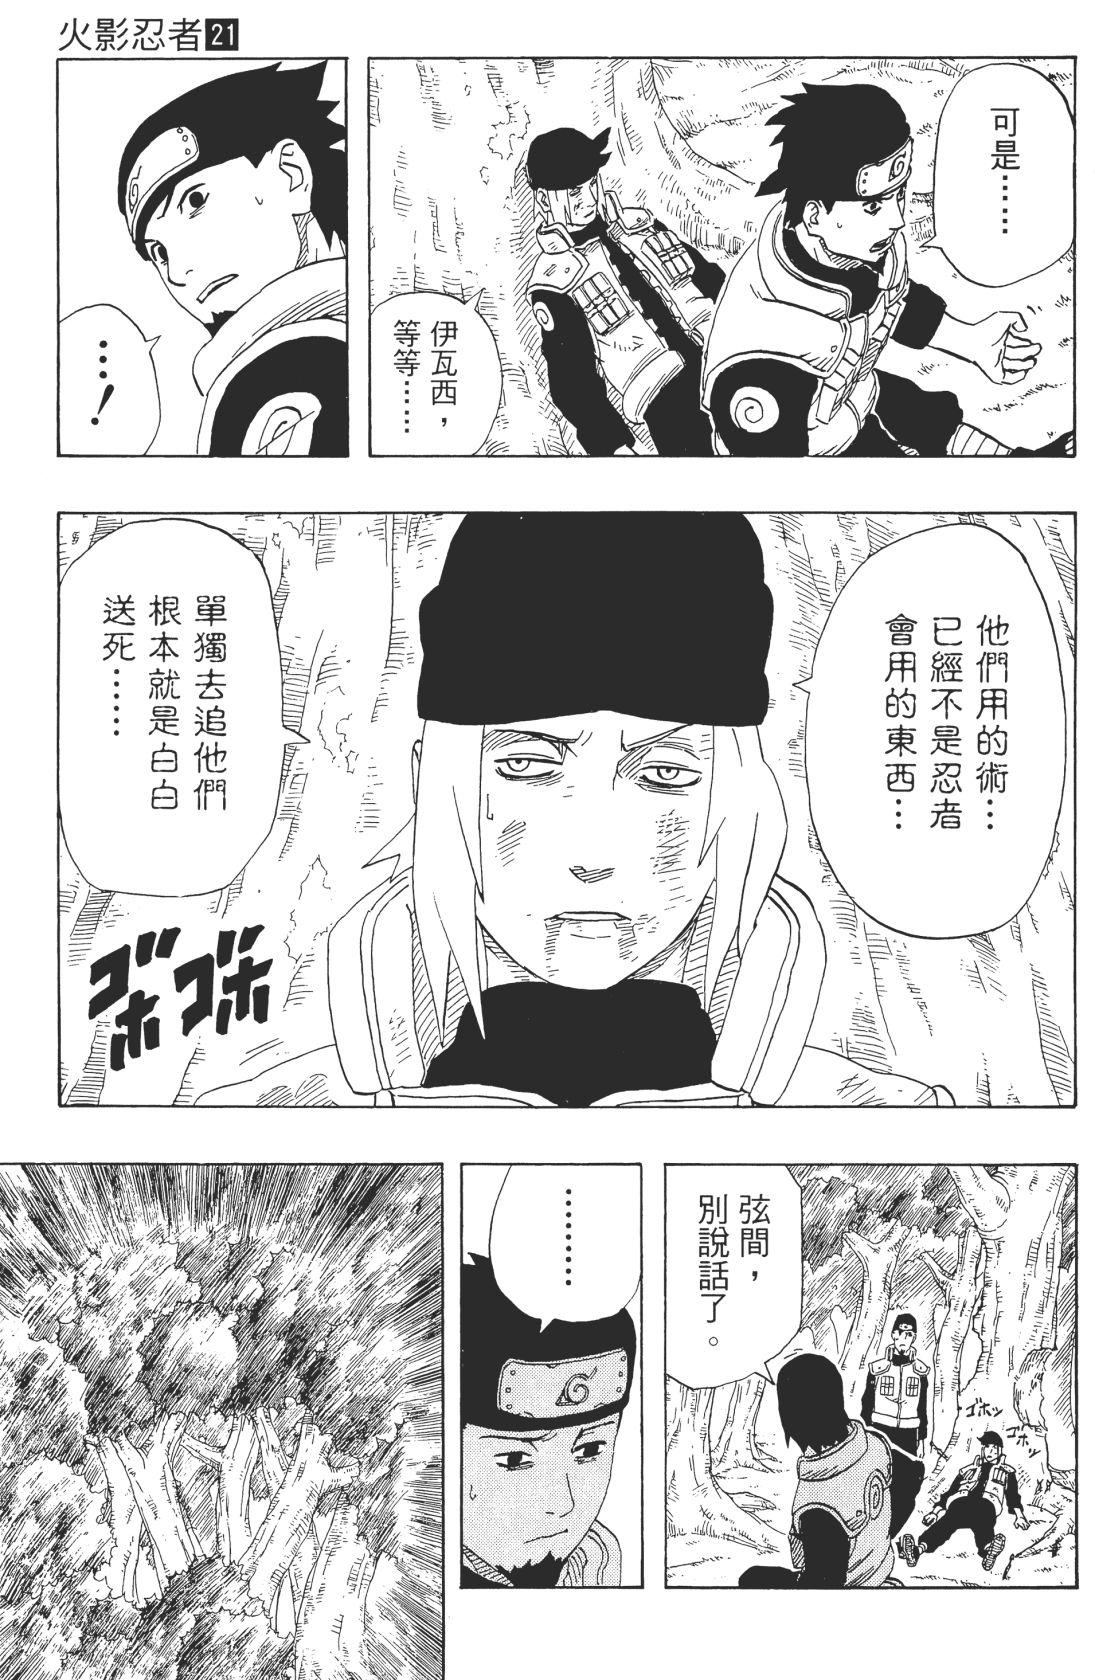 火影忍者21
可是……
伊瓦西，
等等……
…！
他們用的術…
已經不是忍者
會用的東西…
單獨去追他們
根本就是白白
送死……
ゴホ
ゴホ
弦間，
別說話了。
ゴホッ
ゴホッ
………